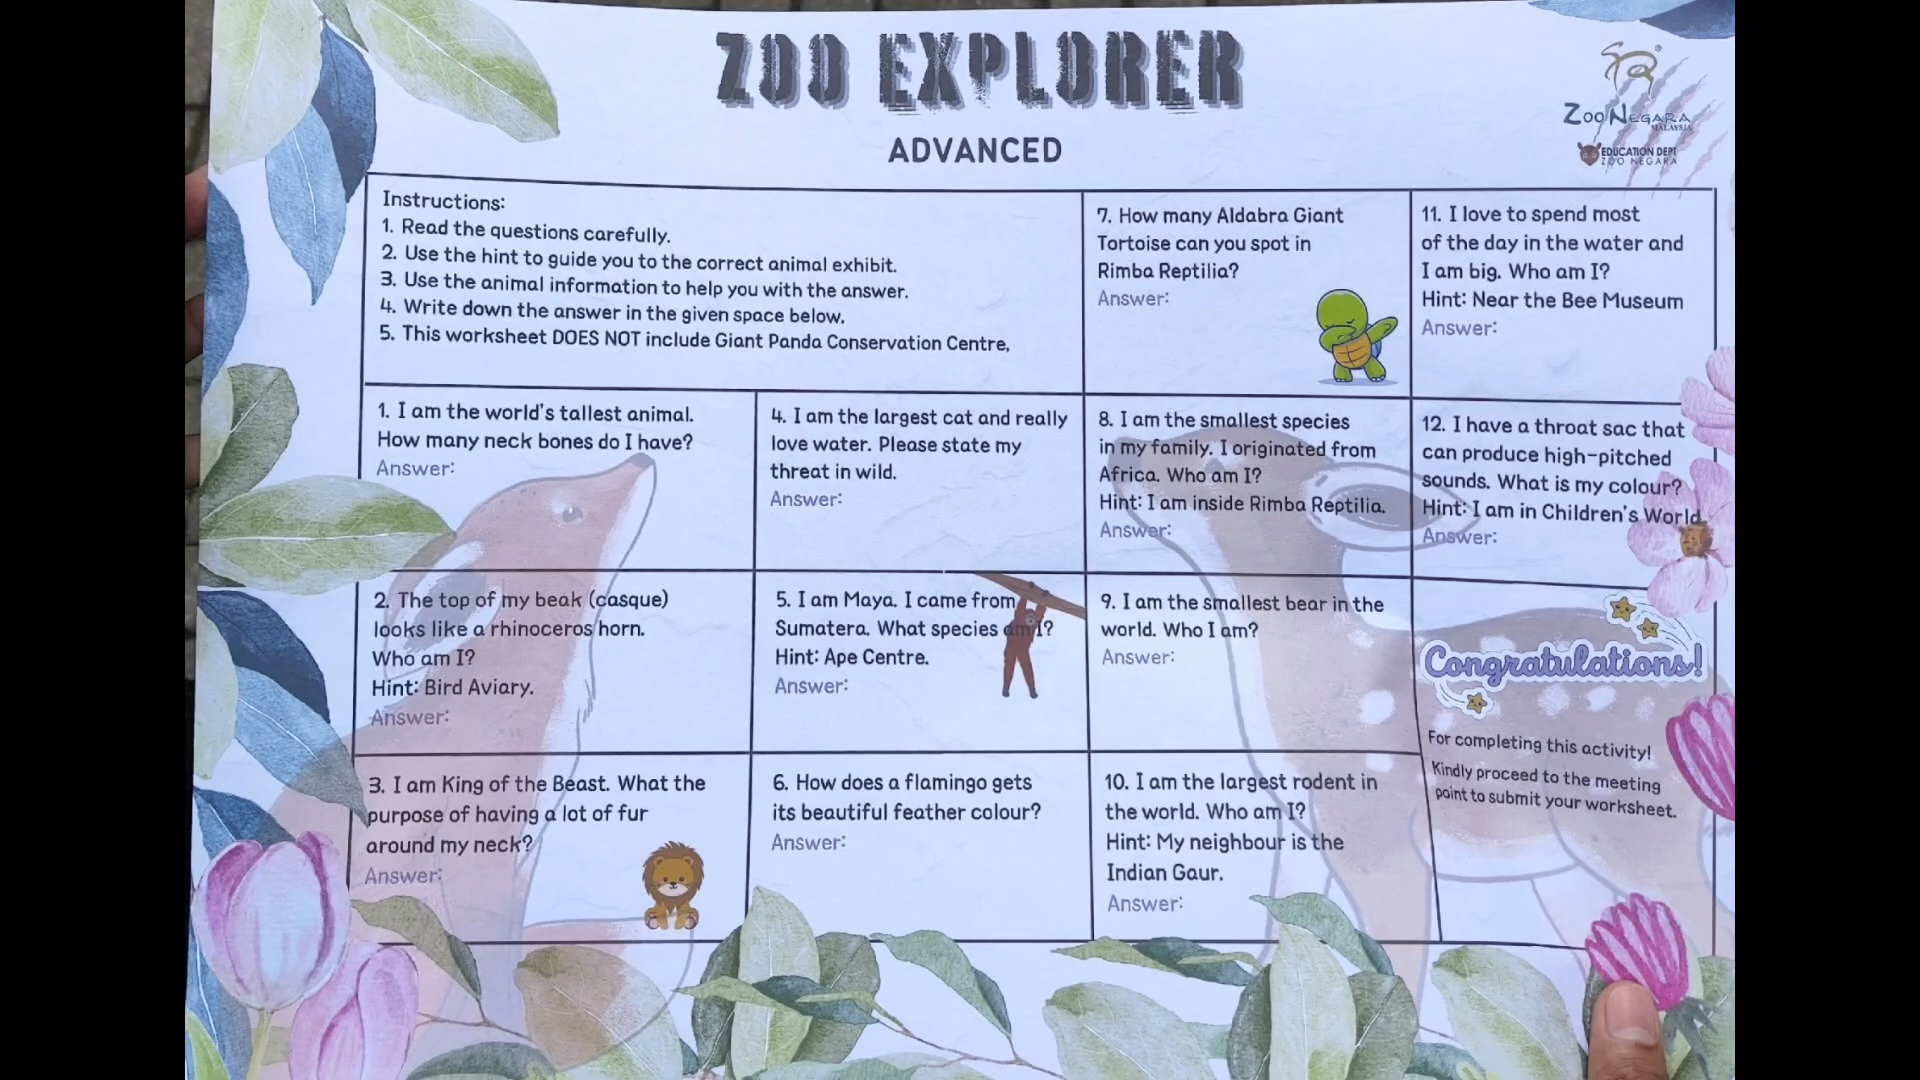 ZOO EXPLORER
ADVANCED
ZOO NEGARA
MALAYSIA
EDUCATION DEPT
ZOO NEGARA
Instructions:
1. Read the questions carefully.
2. Use the hint to guide you to the correct animal exhibit.
3. Use the animal information to help you with the answer.
4. Write down the answer in the given space below.
5. This worksheet DOES NOT include Giant Panda Conservation Centre,
1. I am the world's tallest animal.
How many neck bones do I have?
Answer:
2. The top of my beak (casque)
looks like a rhinoceros horn.
Who am I?
Hint: Bird Aviary.
Answer:
3. I am King of the Beast. What the
purpose of having a lot of fur
around my neck?
Answer:
4. I am the largest cat and really
love water. Please state my
threat in wild.
Answer:
5. I am Maya. I came from
Sumatera. What species am I?
Hint: Ape Centre.
Answer:
6. How does a flamingo gets
its beautiful feather colour?
Answer:
7. How many Aldabra Giant
Tortoise can you spot in
Rimba Reptilia?
Answer:
8. I am the smallest species
in my family. I originated from
Africa. Who am I?
Hint: I am inside Rimba Reptilia.
Answer:
9. I am the smallest bear in the
world. Who I am?
Answer:
10. I am the largest rodent in
the world. Who am I?
Hint: My neighbour is the
Indian Gaur.
Answer:
11. I love to spend most
of the day in the water and
I am big. Who am I?
Hint: Near the Bee Museum
Answer:
12. I have a throat sac that
can produce high-pitched
sounds. What is my colour?
Hint: I am in Children's World.
Answer:
Congratulations!
For completing this activity!
Kindly proceed to the meeting
point to submit your worksheet.